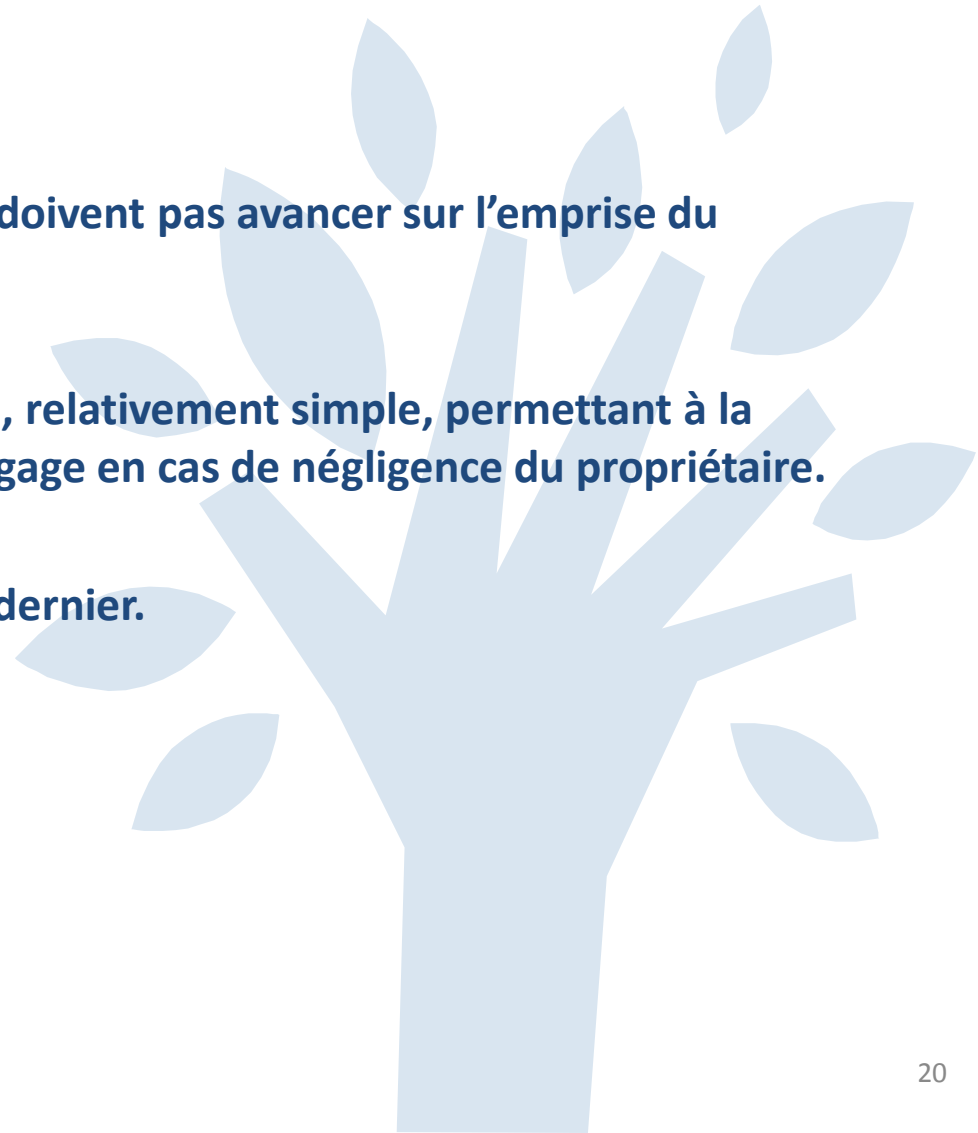 doivent pas avancer sur l’emprise du
, relativement simple, permettant à la
gage en cas de négligence du propriétaire.
dernier.
20